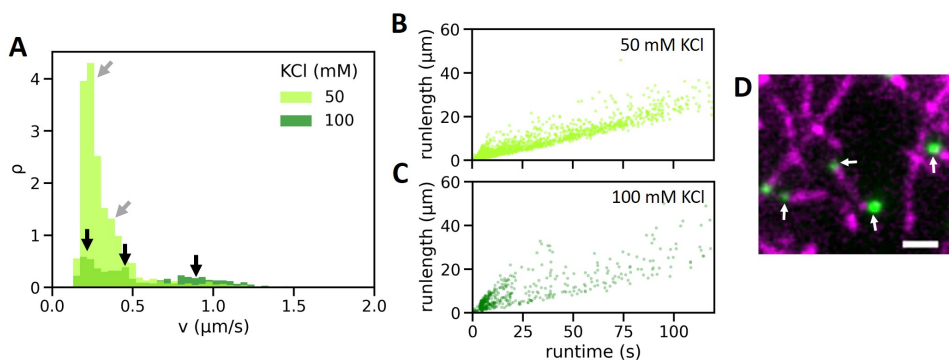 A
ρ
4
3
2
1
0
0.0 0.5 1.0 1.5 2.0
v (µm/s)
KCl (mM)
50
100
B
runlength (µm)
60
40
20
0
50 mM KCl
C
runlength (µm)
60
40
20
0
100 mM KCl
0 25 50 75 100
runtime (s)
D